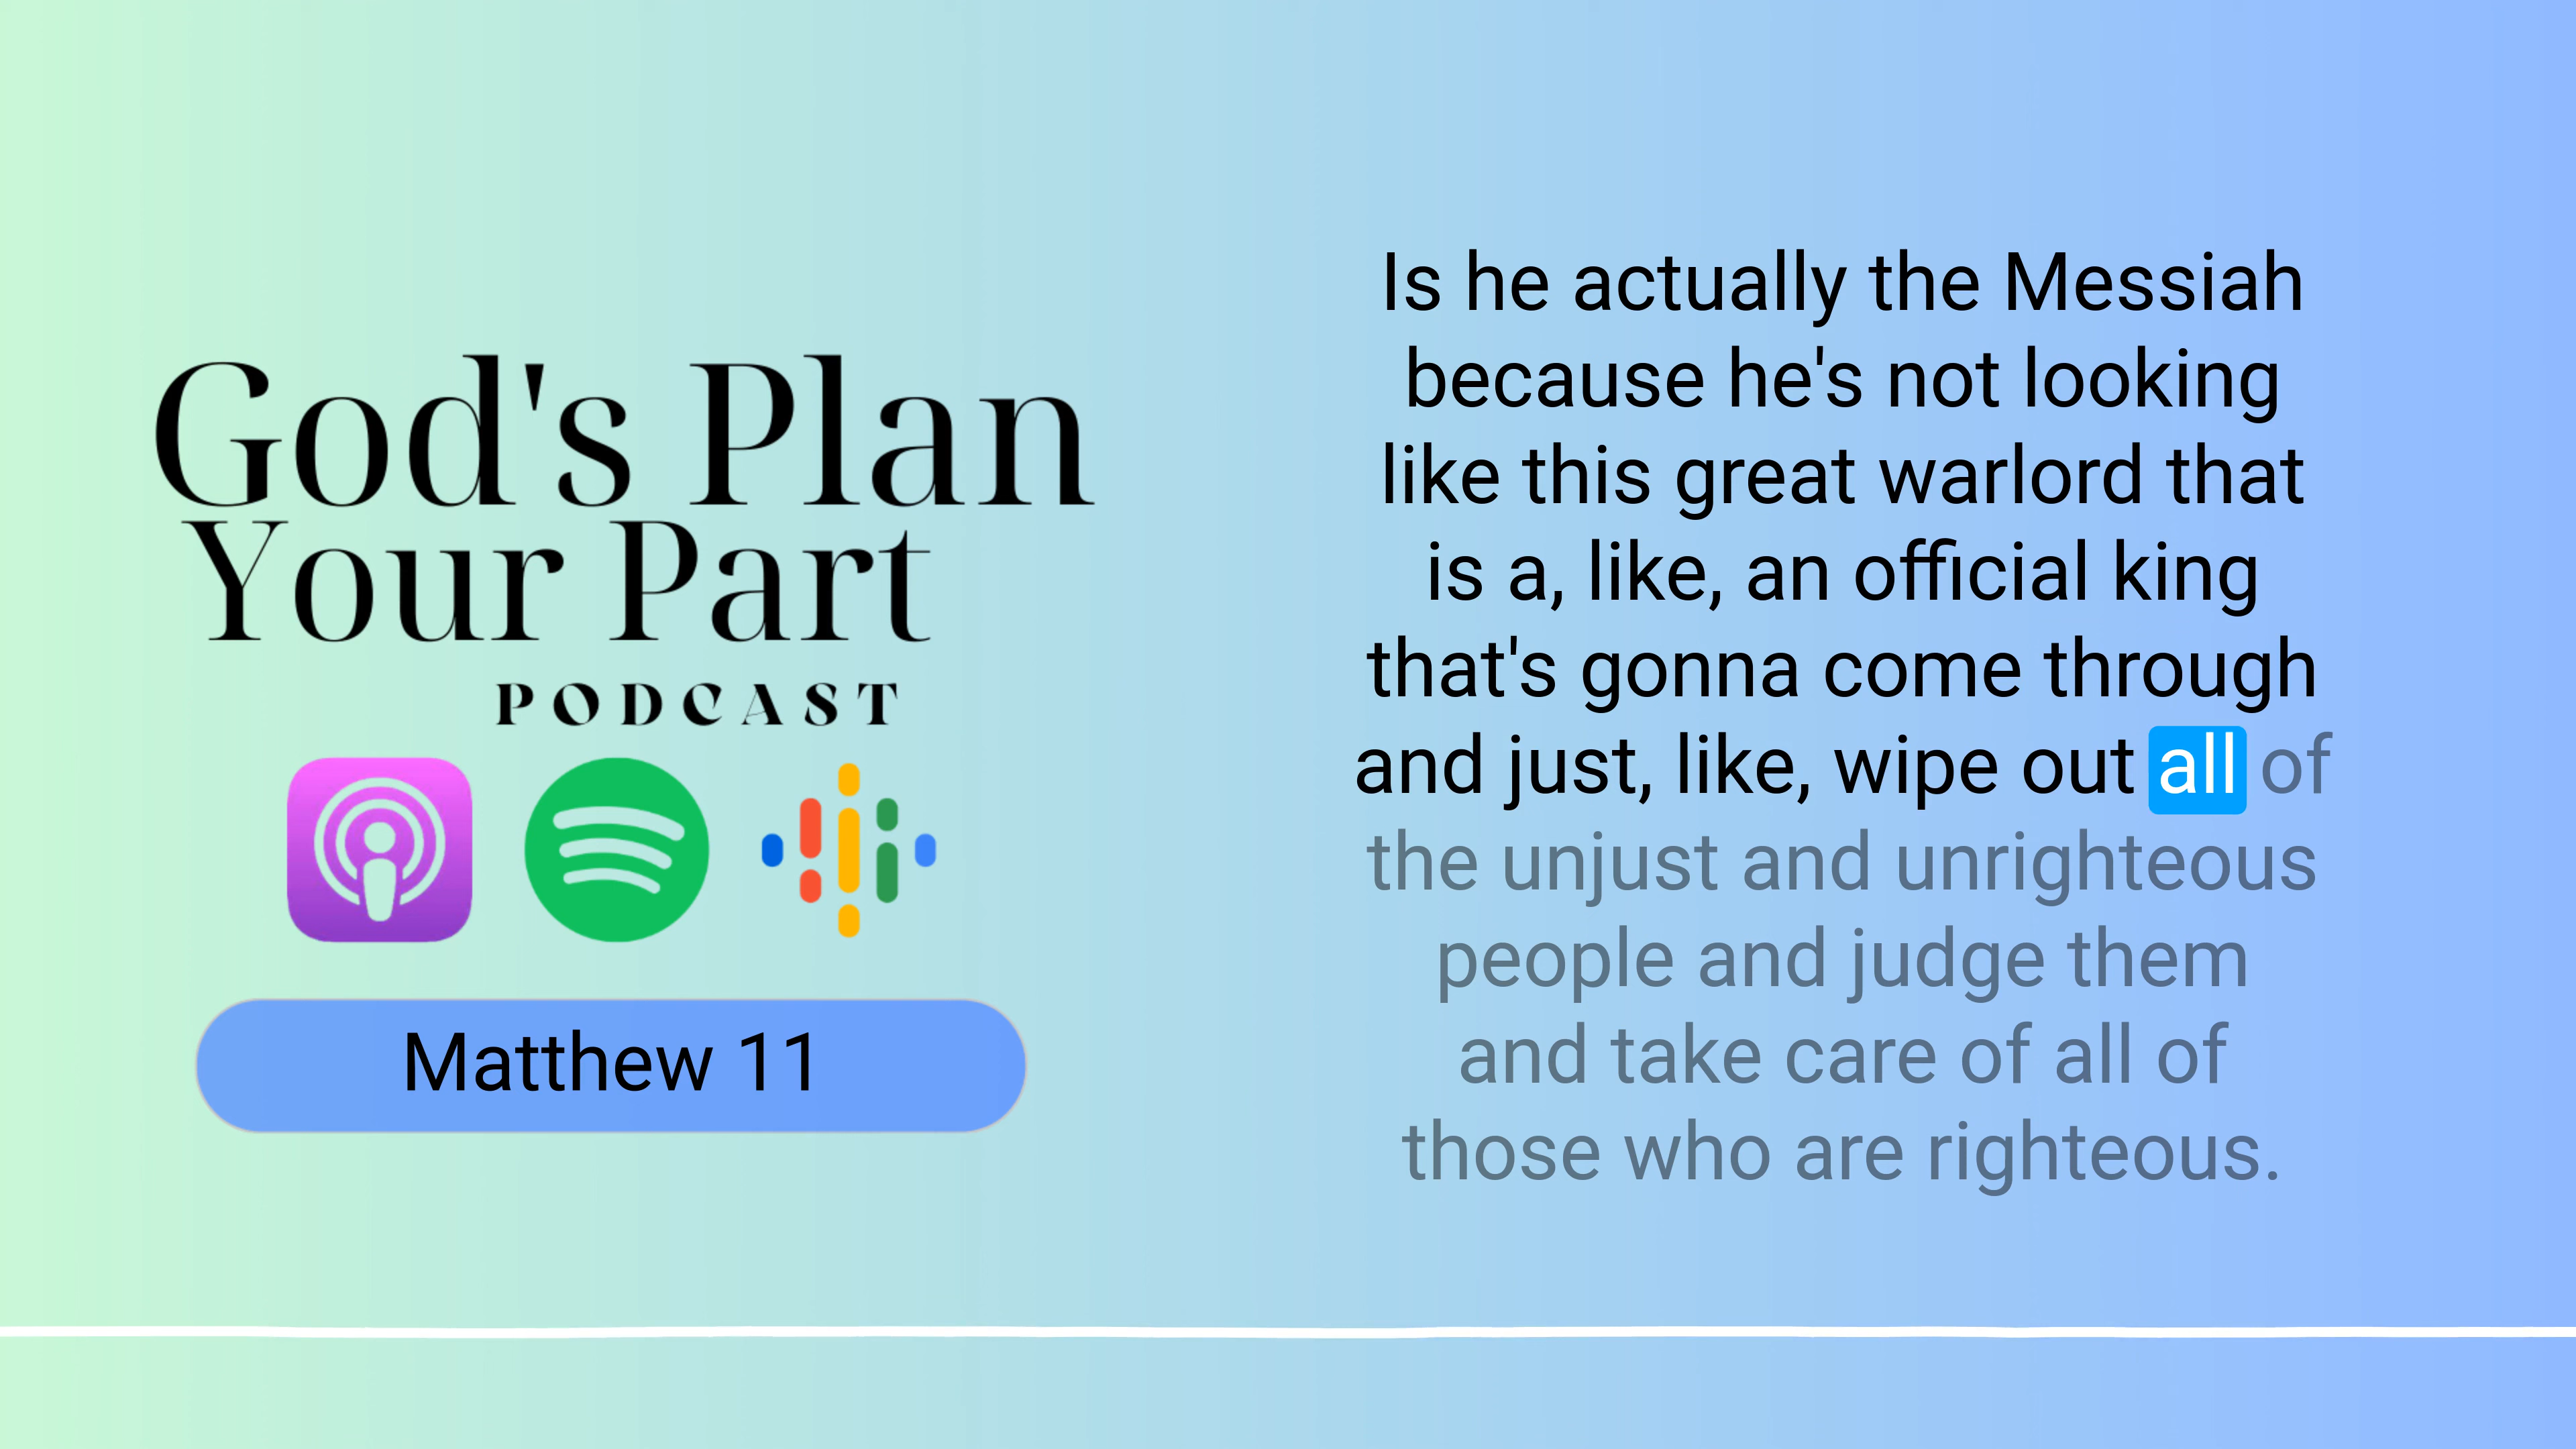 God's Plan
Your Part
PODCAST
Matthew 11
Is he actually the Messiah
because he's not looking
like this great warlord that
is a, like, an official king
that's gonna come through
and just, like, wipe out all of
the unjust and unrighteous
people and judge them
and take care of all of
those who are righteous.